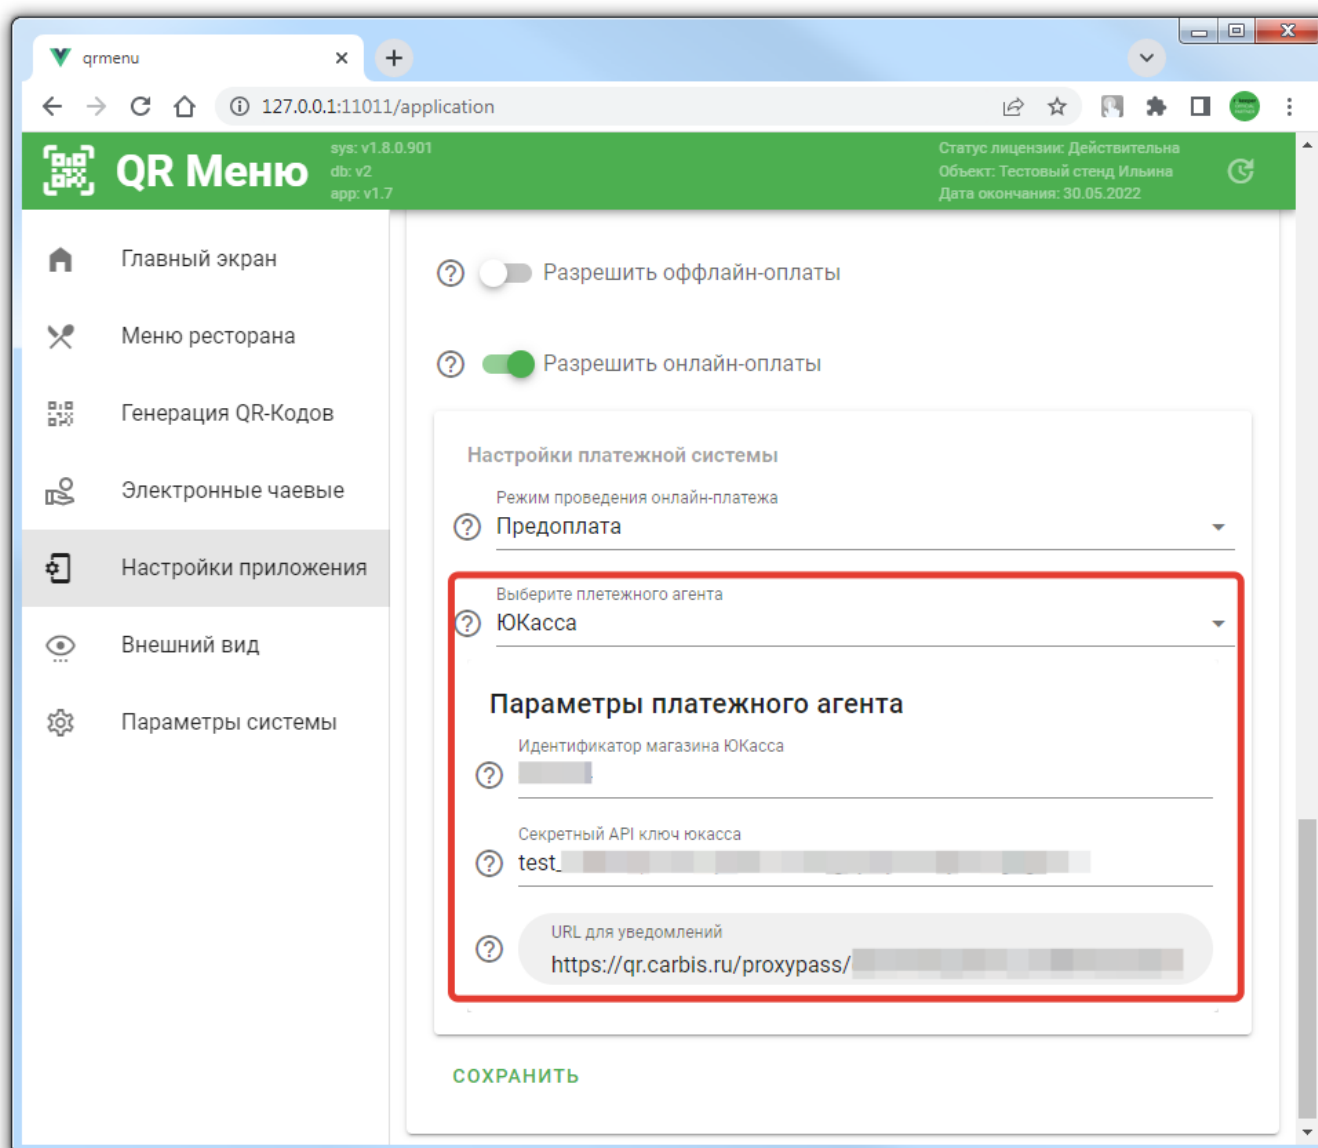 qrmenu
127.0.0.1:11011/application
QR Меню
sys: v1.8.0.901
db: v2
app: v1.7
Статус лицензии: Действительна
Объект: Тестовый стенд Ильина
Дата окончания: 30.05.2022
Главный экран
Меню ресторана
Генерация QR-Кодов
Электронные чаевые
Настройки приложения
Внешний вид
Параметры системы
Разрешить оффлайн-оплаты
Разрешить онлайн-оплаты
Настройки платежной системы
Режим проведения онлайн-платежа
Предоплата
Выберите плетежного агента
ЮКасса
Параметры платежного агента
Идентификатор магазина ЮКасса
Секретный API ключ юкасса
test_
URL для уведомлений
https://qr.carbis.ru/proxypass/
СОХРАНИТЬ